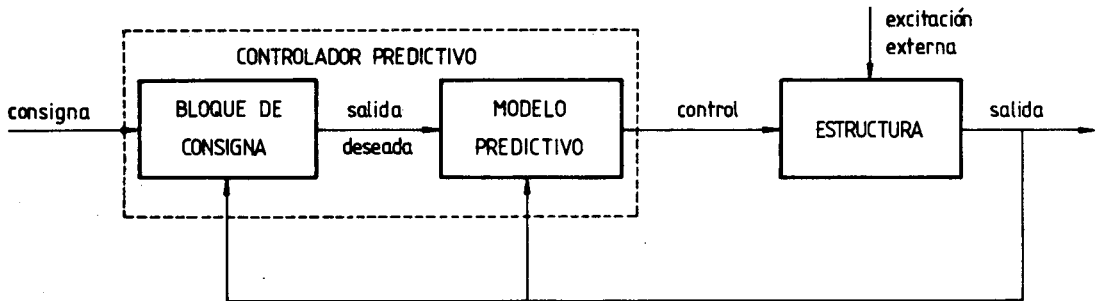 excitación
externa
CONTROLADOR PREDICTIVO
consigna
BLOQUE DE
CONSIGNA
salida
deseada
MODELO
PREDICTIVO
control
ESTRUCTURA
salida